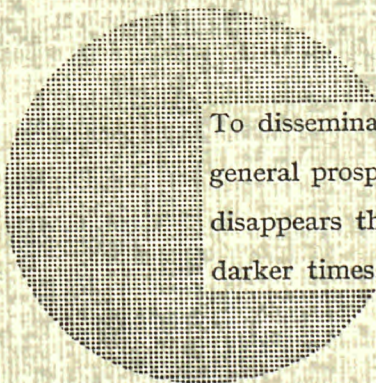 To dissemina
general prosp
disappears th
darker times